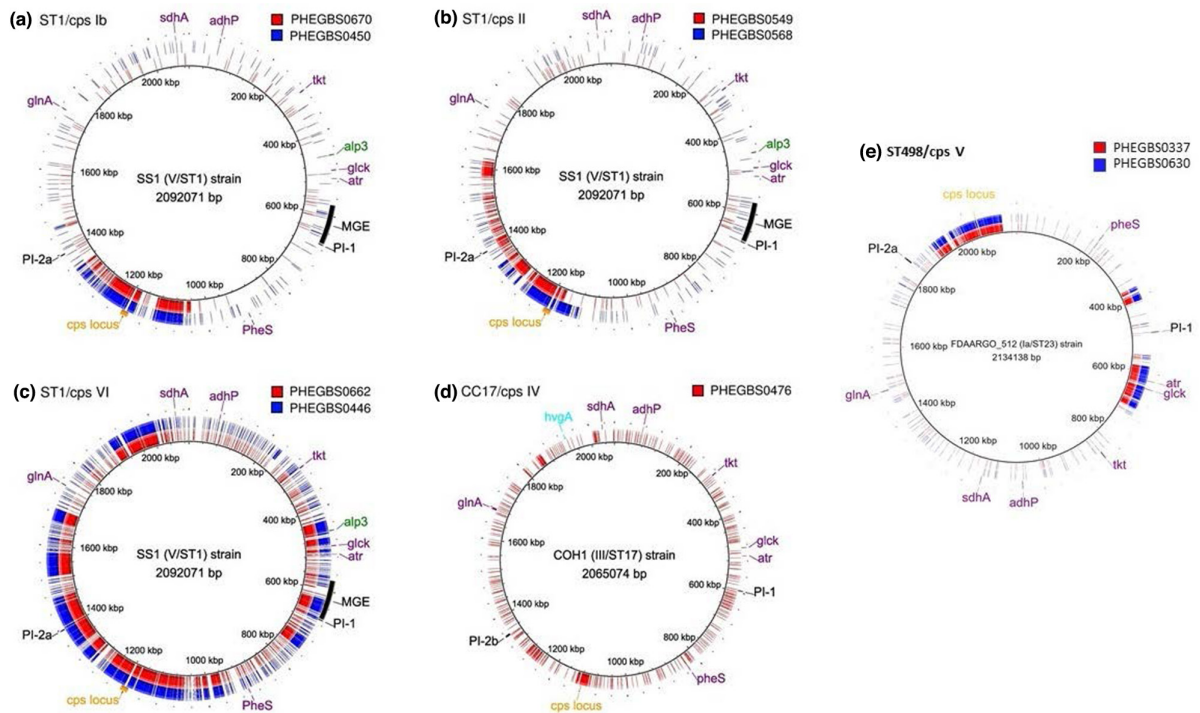 (a) ST1/cps Ib
PHEGBS0670
PHEGBS0450
sdhA
adhP
tkt
alp3
glck
atr
MGE
PI-1
PheS
cps locus
PI-2a
glnA
2000 kbp
200 kbp
400 kbp
600 kbp
800 kbp
1000 kbp
1200 kbp
1400 kbp
1600 kbp
1800 kbp
SS1 (V/ST1) strain
2092071 bp
(b) ST1/cps II
PHEGBS0549
PHEGBS0568
sdhA
adhP
tkt
alp3
glck
atr
MGE
PI-1
PheS
cps locus
PI-2a
glnA
2000 kbp
200 kbp
400 kbp
600 kbp
800 kbp
1000 kbp
1200 kbp
1400 kbp
1600 kbp
1800 kbp
SS1 (V/ST1) strain
2092071 bp
(c) ST1/cps VI
PHEGBS0662
PHEGBS0446
sdhA
adhP
tkt
alp3
glck
atr
MGE
PI-1
PheS
cps locus
PI-2a
glnA
2000 kbp
200 kbp
400 kbp
600 kbp
800 kbp
1000 kbp
1200 kbp
1400 kbp
1600 kbp
1800 kbp
SS1 (V/ST1) strain
2092071 bp
(d) CC17/cps IV
PHEGBS0476
hvgA
sdhA
adhP
tkt
glck
atr
PI-1
pheS
cps locus
PI-2b
glnA
2000 kbp
200 kbp
400 kbp
600 kbp
800 kbp
1000 kbp
1200 kbp
1400 kbp
1600 kbp
1800 kbp
COH1 (III/ST17) strain
2065074 bp
(e) ST498/cps V
PHEGBS0337
PHEGBS0630
cps locus
pheS
PI-1
atr
glck
tkt
adhP
sdhA
glnA
PI-2a
2000 kbp
200 kbp
400 kbp
600 kbp
800 kbp
1000 kbp
1200 kbp
1400 kbp
1600 kbp
1800 kbp
FDAARGO_512 (Ia/ST23) strain
2134138 bp